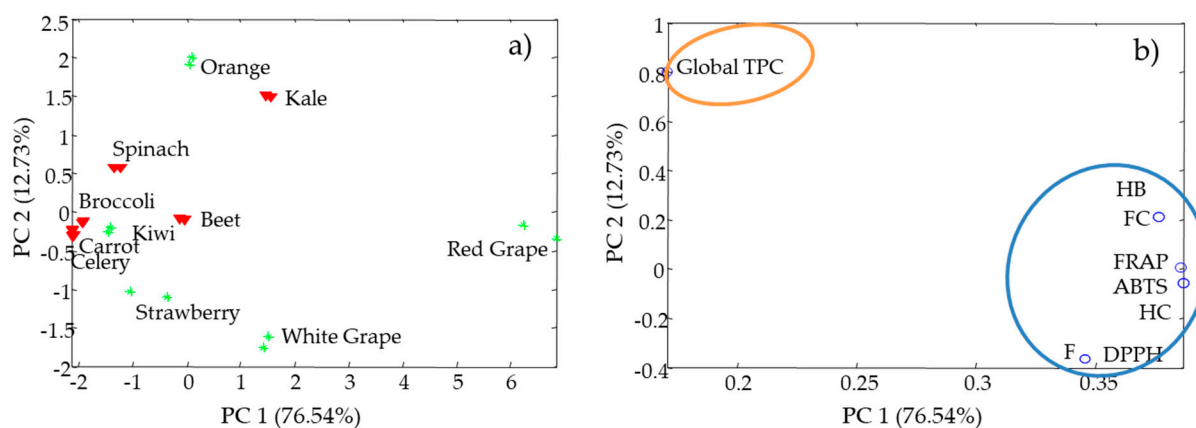 a)
2.5
2
1.5
1
0.5
0
-0.5
-1
-1.5
-2
PC 2 (12.73%)
Orange
Kale
Spinach
Broccoli
Beet
Kiwi
Carrot
Celery
Red Grape
Strawberry
White Grape
-2 -1 0 1 2 3 4 5 6 7
PC 1 (76.54%)
b)
1
0.8
0.6
0.4
0.2
0
-0.2
-0.4
PC 2 (12.73%)
Global TPC
HB
FC
FRAP
ABTS
HC
F DPPH
0.2 0.25 0.3 0.35
PC 1 (76.54%)